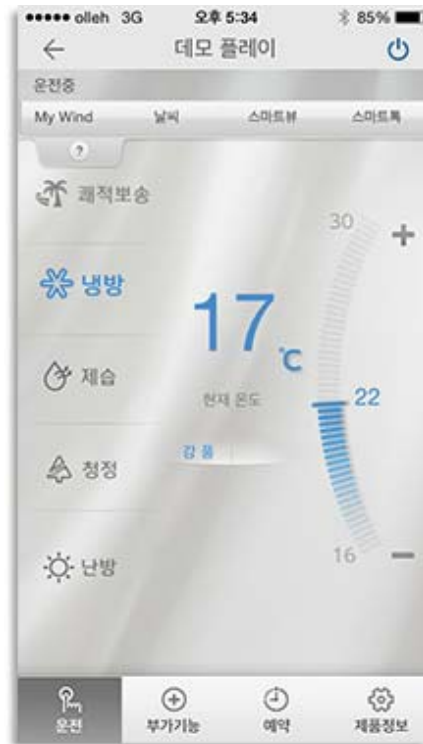 olleh 3G 오후 5:34 85%
데모 플레이
운전중
My Wind 날씨 스마트뷰 스마트톡
?
쾌적뽀송
30
냉방
17℃
제습
22
현재 온도
강 풍
청정
16
난방
운전 부가기능 예약 제품정보